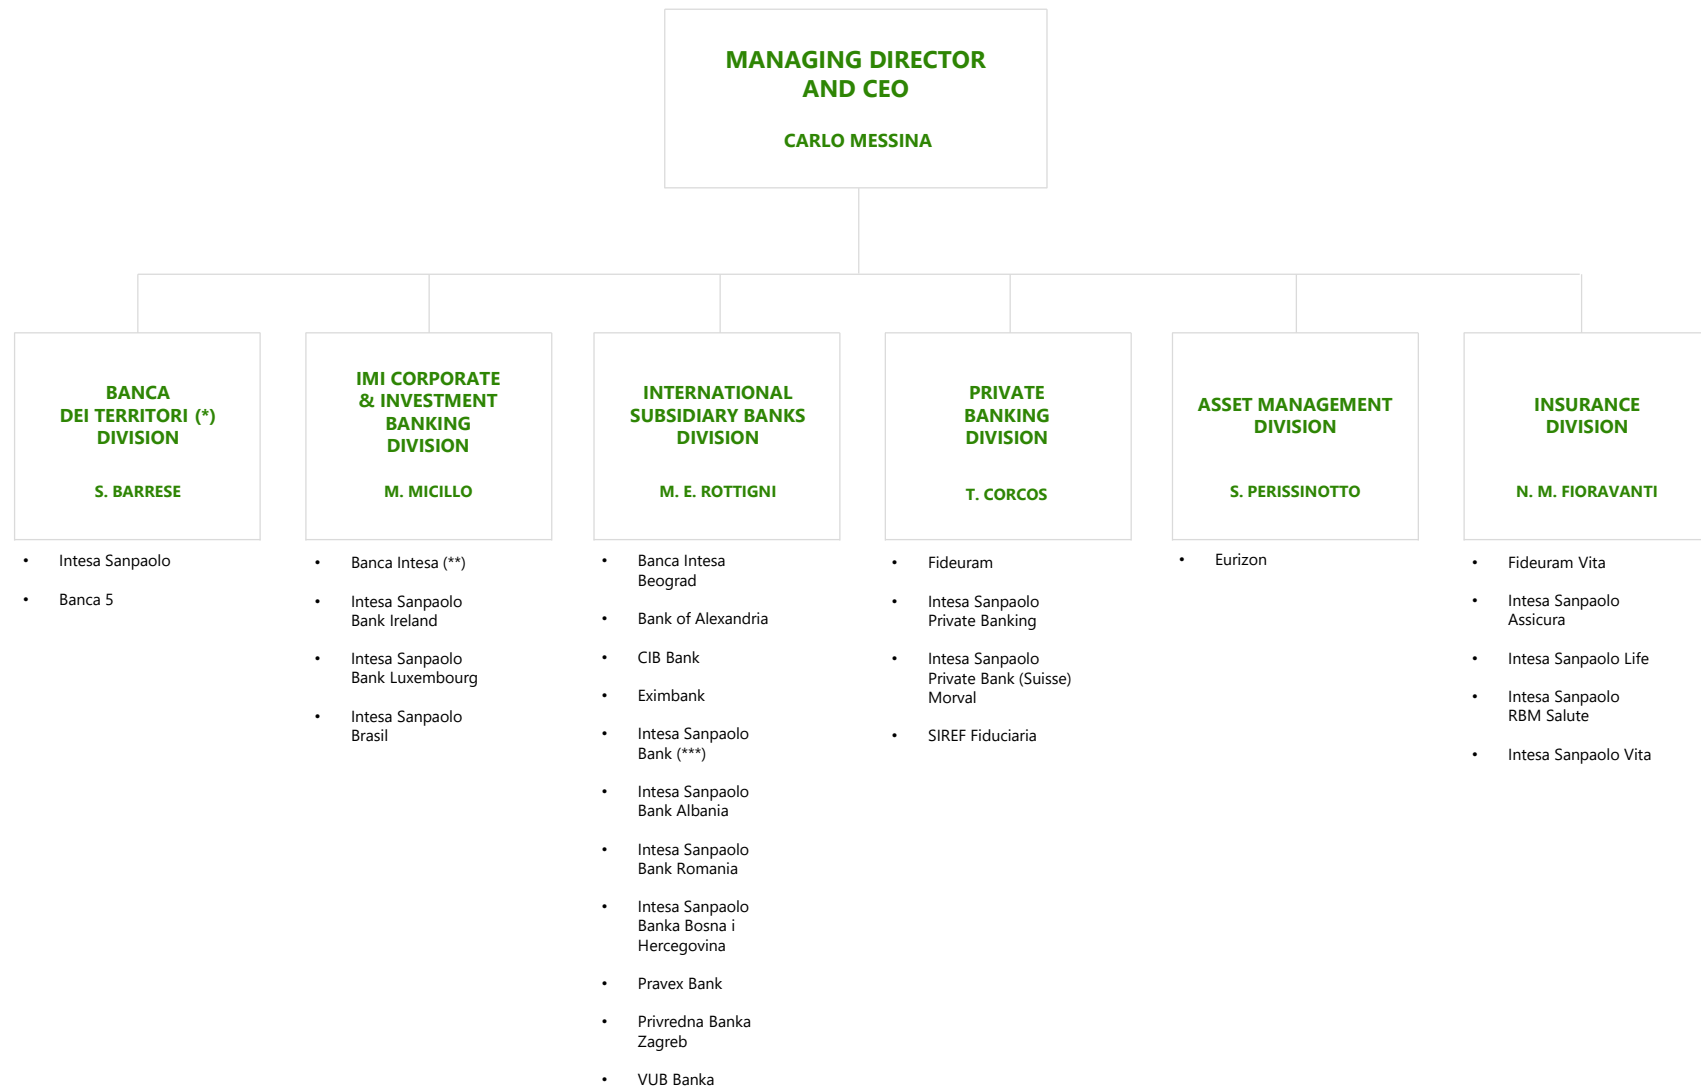 MANAGING DIRECTOR
AND CEO
CARLO MESSINA
BANCA
DEI TERRITORI (*)
DIVISION
S. BARRESE
• Intesa Sanpaolo
• Banca 5
IMI CORPORATE
& INVESTMENT
BANKING
DIVISION
M. MICILLO
• Banca Intesa (**)
• Intesa Sanpaolo
Bank Ireland
• Intesa Sanpaolo
Bank Luxembourg
• Intesa Sanpaolo
Brasil
INTERNATIONAL
SUBSIDIARY BANKS
DIVISION
M. E. ROTTIGNI
• Banca Intesa
Beograd
• Bank of Alexandria
• CIB Bank
• Eximbank
• Intesa Sanpaolo
Bank (***)
• Intesa Sanpaolo
Bank Albania
• Intesa Sanpaolo
Bank Romania
• Intesa Sanpaolo
Banka Bosna i
Hercegovina
• Pravex Bank
• Privredna Banka
Zagreb
• VUB Banka
PRIVATE
BANKING
DIVISION
T. CORCOS
• Fideuram
• Intesa Sanpaolo
Private Banking
• Intesa Sanpaolo
Private Bank (Suisse)
Morval
• SIREF Fiduciaria
ASSET MANAGEMENT
DIVISION
S. PERISSINOTTO
• Eurizon
INSURANCE
DIVISION
N. M. FIORAVANTI
• Fideuram Vita
• Intesa Sanpaolo
Assicura
• Intesa Sanpaolo Life
• Intesa Sanpaolo
RBM Salute
• Intesa Sanpaolo Vita